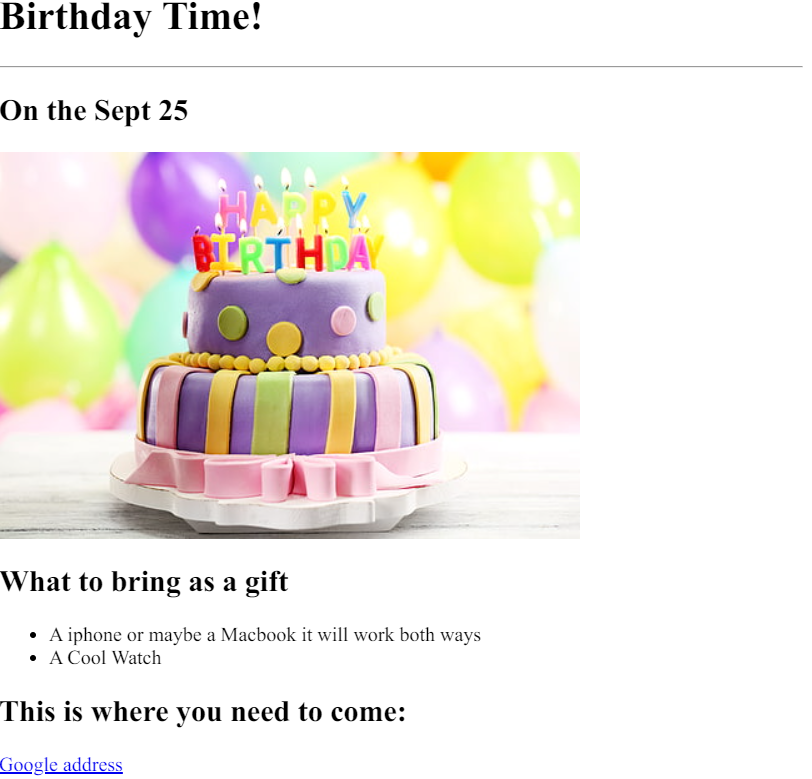 Birthday Time!
On the Sept 25
HAPPY
BIRTHDAY
What to bring as a gift
A iphone or maybe a Macbook it will work both ways
A Cool Watch
This is where you need to come:
Google address